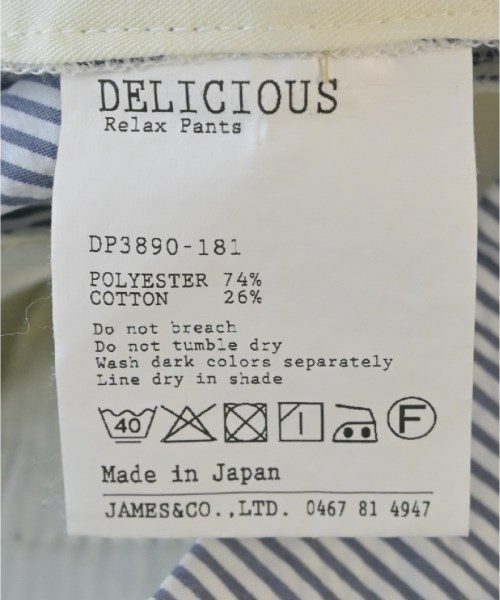 DELICIOUS
Relax Pants
DP3890-181
POLYESTER 74%
COTTON 26%
Do not breach
Do not tumble dry
Wash dark colors separately
Line dry in shade
40
F
Made in Japan
JAMES&CO.,LTD. 0467 81 4947